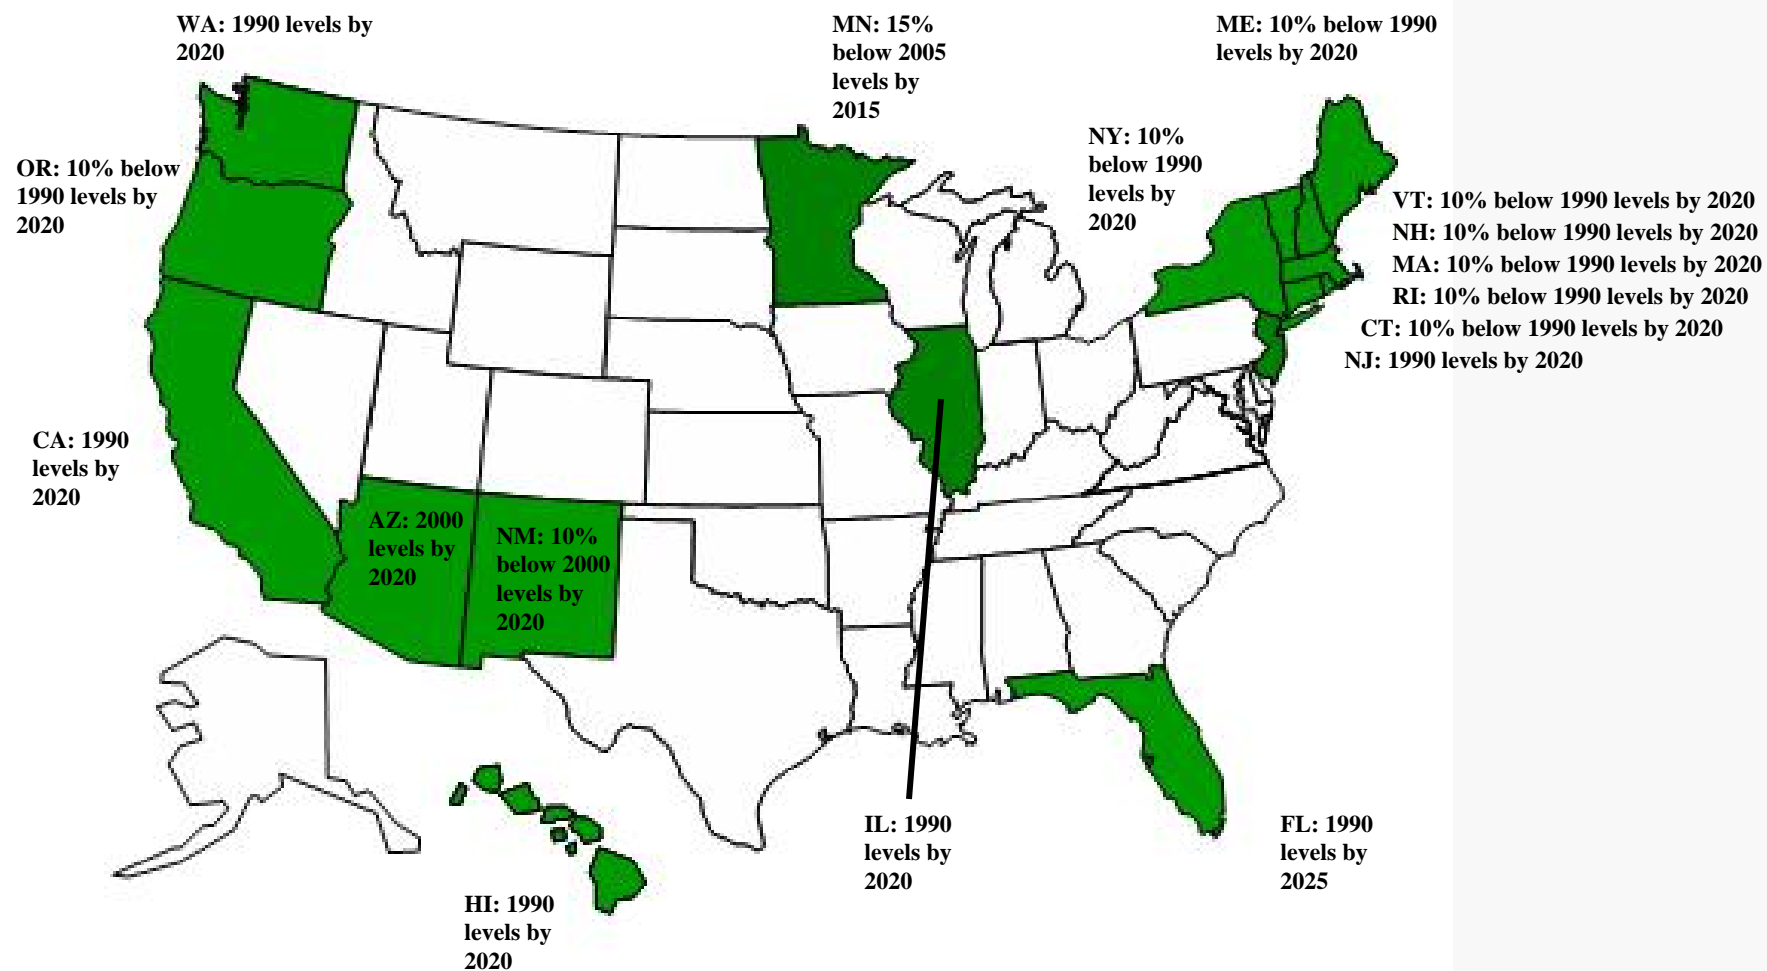 WA: 1990 levels by
2020
MN: 15%
below 2005
levels by
2015
ME: 10% below 1990
levels by 2020
NY: 10%
below 1990
levels by
2020
OR: 10% below
1990 levels by
2020
VT: 10% below 1990 levels by 2020
NH: 10% below 1990 levels by 2020
MA: 10% below 1990 levels by 2020
RI: 10% below 1990 levels by 2020
CT: 10% below 1990 levels by 2020
NJ: 1990 levels by 2020
CA: 1990
levels by
2020
AZ: 2000
levels by
2020
NM: 10%
below 2000
levels by
2020
IL: 1990
levels by
2020
FL: 1990
levels by
2025
HI: 1990
levels by
2020